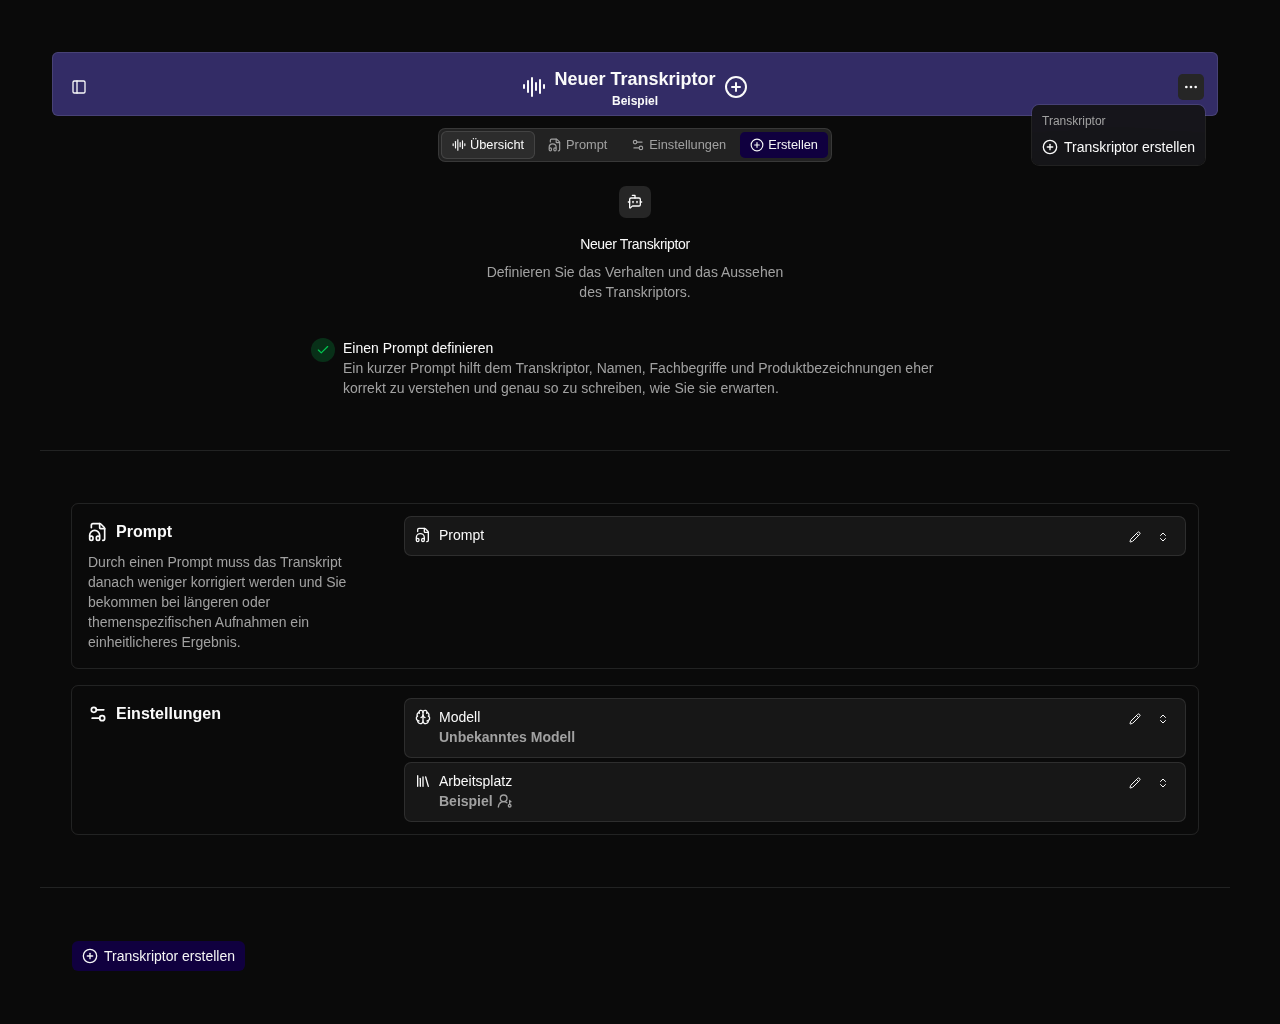 Neuer Transkriptor
Beispiel
Transkriptor
Transkriptor erstellen
Übersicht
Prompt
Einstellungen
Erstellen
Neuer Transkriptor
Definieren Sie das Verhalten und das Aussehen
des Transkriptors.
Einen Prompt definieren
Ein kurzer Prompt hilft dem Transkriptor, Namen, Fachbegriffe und Produktbezeichnungen eher
korrekt zu verstehen und genau so zu schreiben, wie Sie sie erwarten.
Prompt
Durch einen Prompt muss das Transkript
danach weniger korrigiert werden und Sie
bekommen bei längeren oder
themenspezifischen Aufnahmen ein
einheitlicheres Ergebnis.
Prompt
Einstellungen
Modell
Unbekanntes Modell
Arbeitsplatz
Beispiel
Transkriptor erstellen